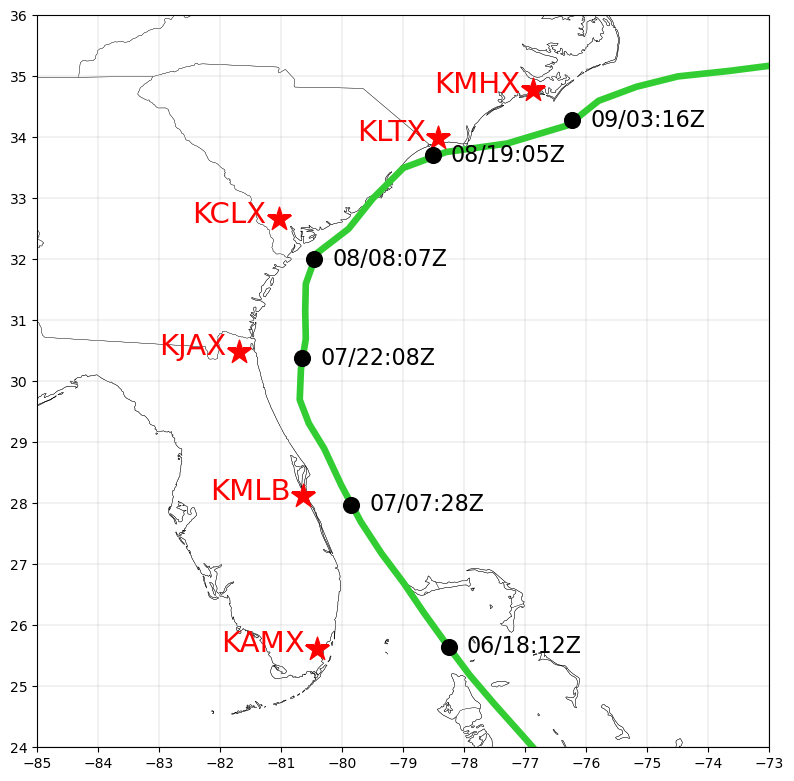 36
35
34
33
32
31
30
29
28
27
26
25
24
KMHX
09/03:16Z
KLTX
08/19:05Z
KCLX
08/08:07Z
KJAX
07/22:08Z
KMLB
07/07:28Z
KAMX
06/18:12Z
−85 −84 −83 −82 −81 −80 −79 −78 −77 −76 −75 −74 −73